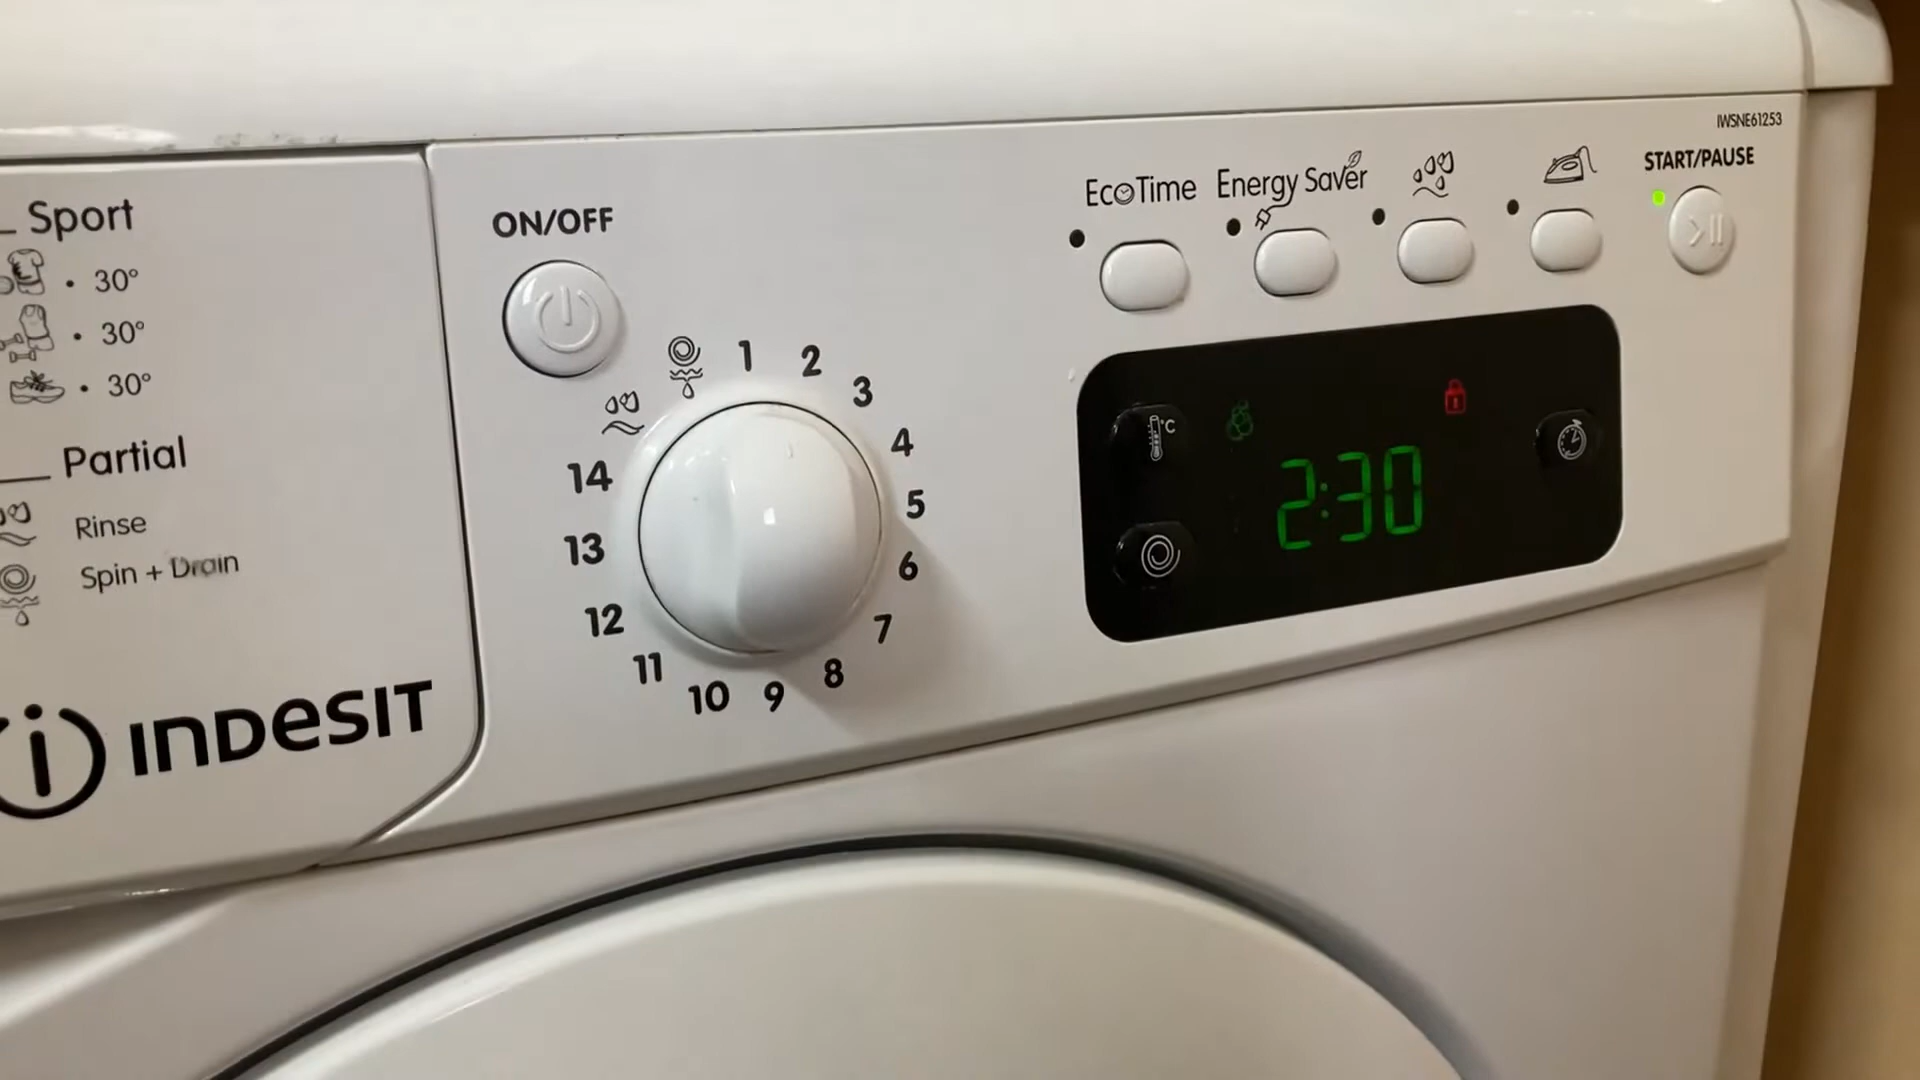 IWSNE61253
START/PAUSE
EcoTime
Energy Saver
ON/OFF
Sport
• 30°
• 30°
• 30°
Partial
Rinse
Spin + Drain
INDESIT
1
2
3
4
5
6
7
8
9
10
11
12
13
14
°C
2:30